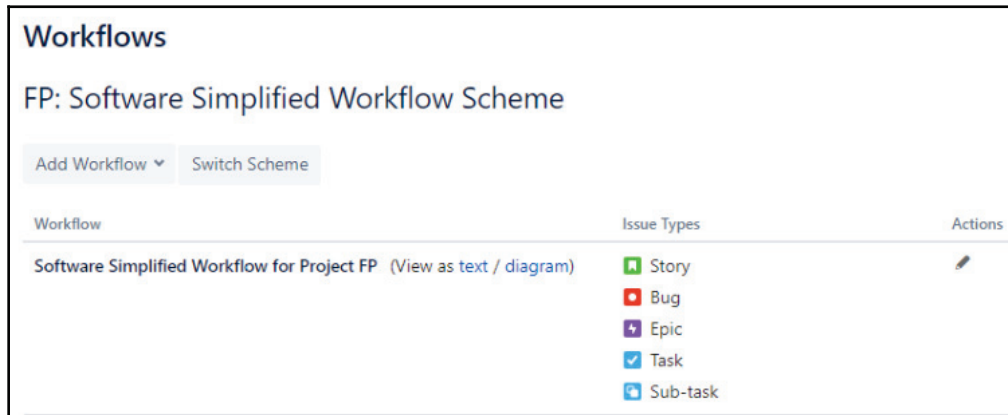 Workflows
FP: Software Simplified Workflow Scheme
Add Workflow Switch Scheme
Workflow Issue Types Actions
Software Simplified Workflow for Project FP (View as text / diagram) Story
Bug
Epic
Task
Sub-task